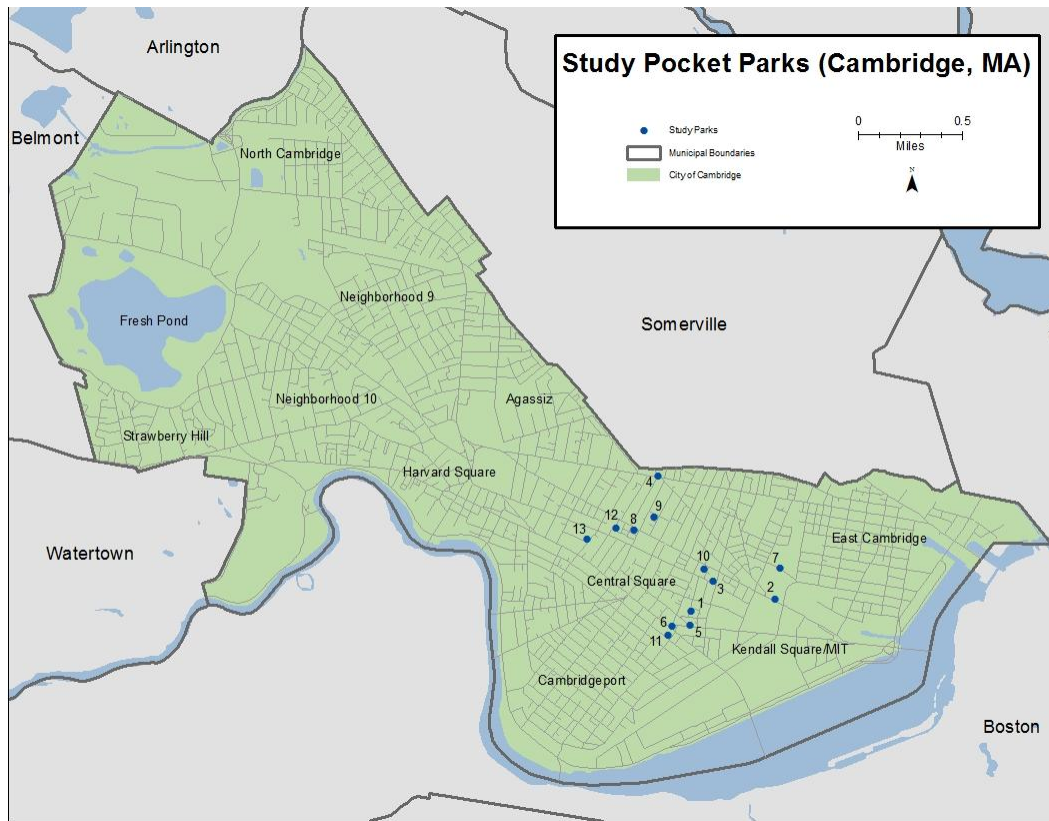 Study Pocket Parks (Cambridge, MA)
Study Parks
Municipal Boundaries
City of Cambridge
0 0.5
Miles
N
Arlington
Belmont
North Cambridge
Neighborhood 9
Fresh Pond
Somerville
Neighborhood 10
Agassiz
Strawberry Hill
Harvard Square
4
9
12 8
13
East Cambridge
Watertown
10
7
Central Square
3
2
1
6
5
11
Kendall Square/MIT
Cambridgeport
Boston